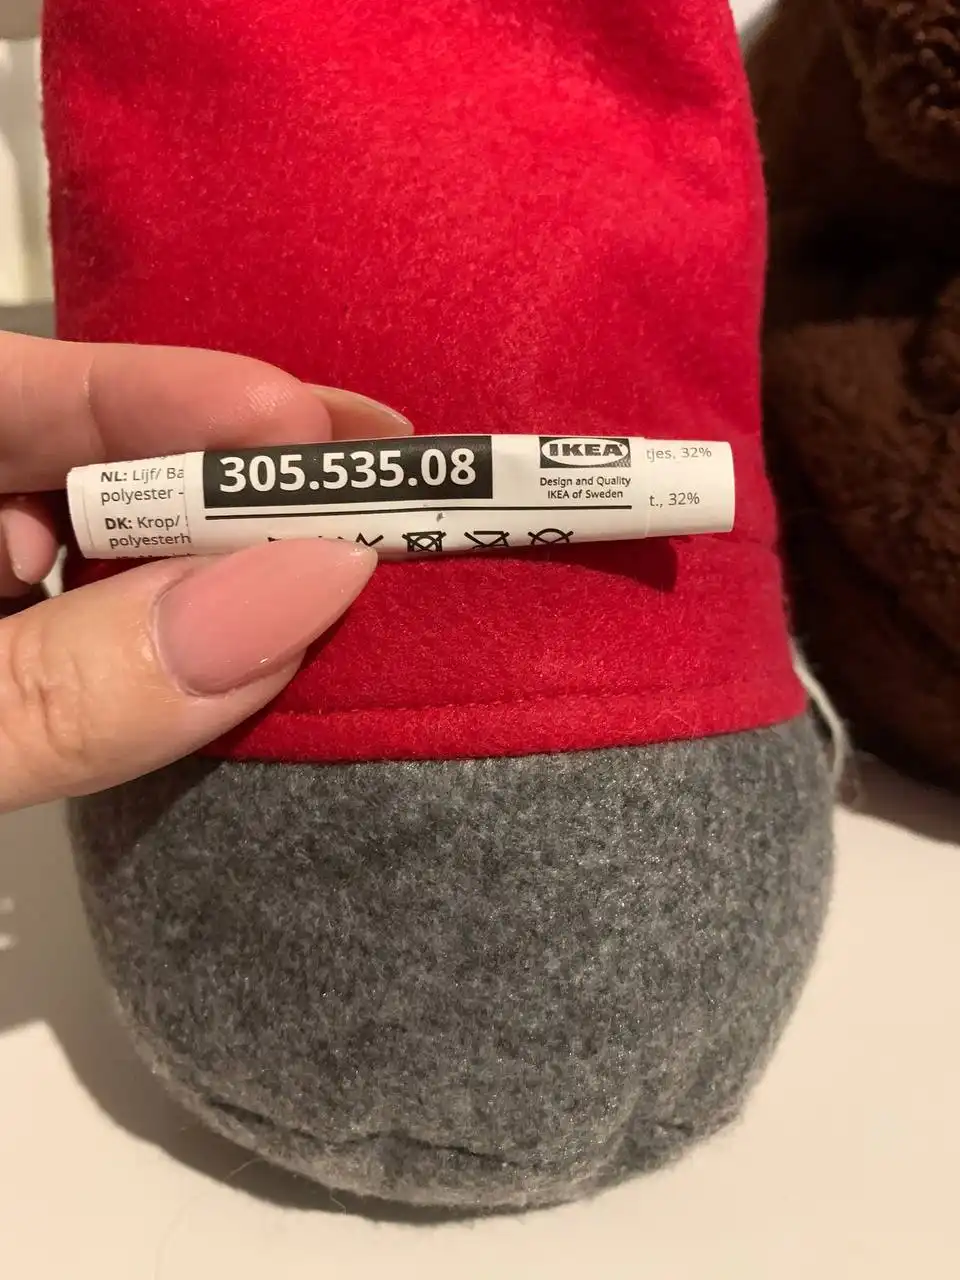 NL: Lijf/ Ba
polyester -
DK: Krop/
polyesterh
305.535.08
IKEA
Design and Quality
IKEA of Sweden
tjes, 32%
t., 32%